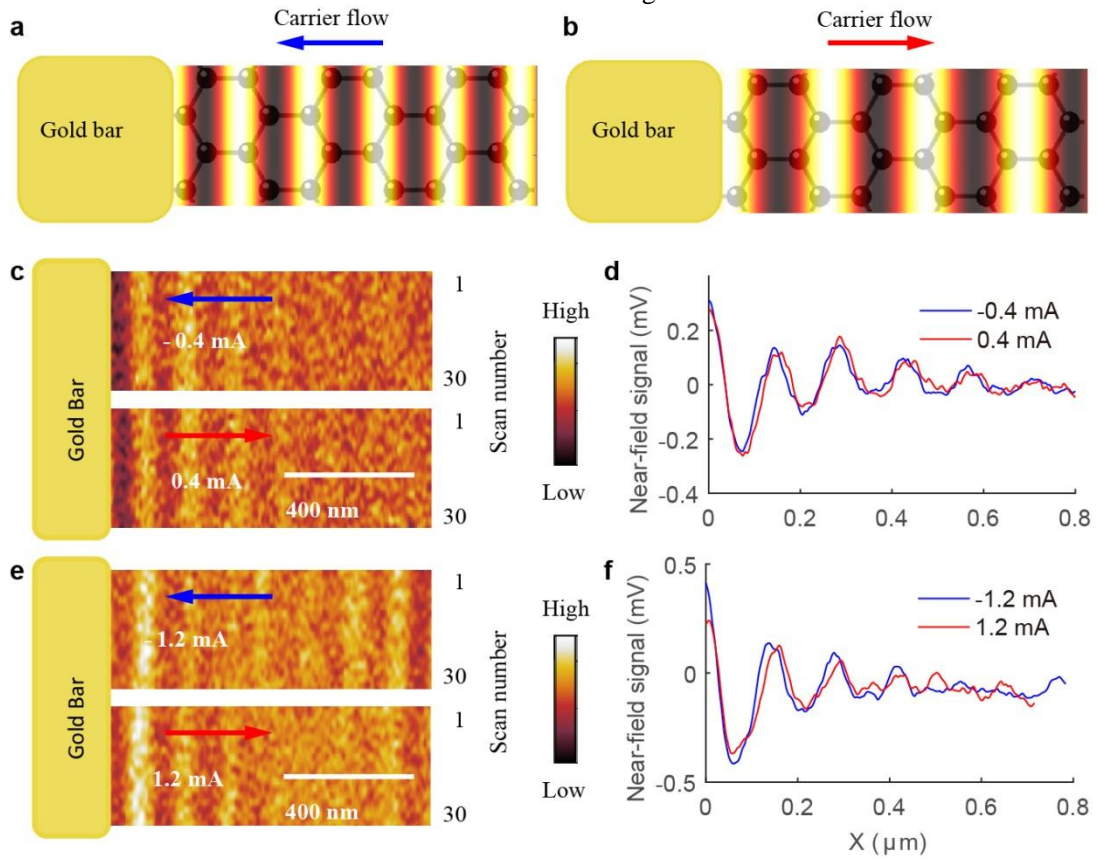 a
Carrier flow
Gold bar
b
Carrier flow
Gold bar
c
Gold Bar
- 0.4 mA
0.4 mA
400 nm
1
30
1
30
Scan number
High
Low
d
Near-field signal (mV)
0.2
0
-0.2
-0.4
-0.4 mA
0.4 mA
0
0.2
0.4
0.6
0.8
e
Gold Bar
- 1.2 mA
1.2 mA
400 nm
1
30
1
30
Scan number
High
Low
f
Near-field signal (mV)
0.5
0
-0.5
-1.2 mA
1.2 mA
0
0.2
0.4
0.6
0.8
X (μm)